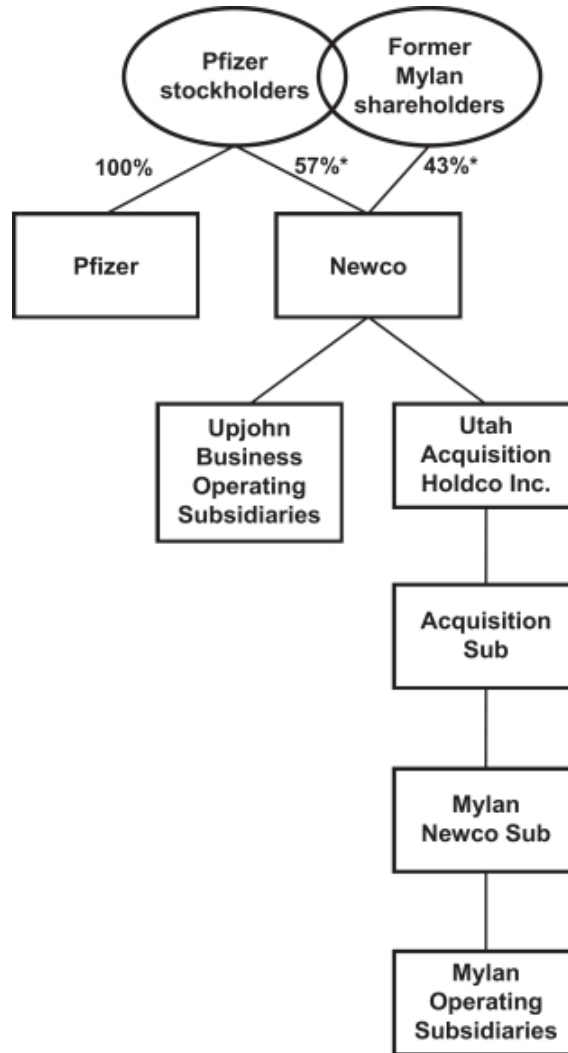 Pfizer
stockholders
Former
Mylan
shareholders
100%
57%*
43%*
Pfizer
Newco
Upjohn
Business
Operating
Subsidiaries
Utah
Acquisition
Holdco Inc.
Acquisition
Sub
Mylan
Newco Sub
Mylan
Operating
Subsidiaries